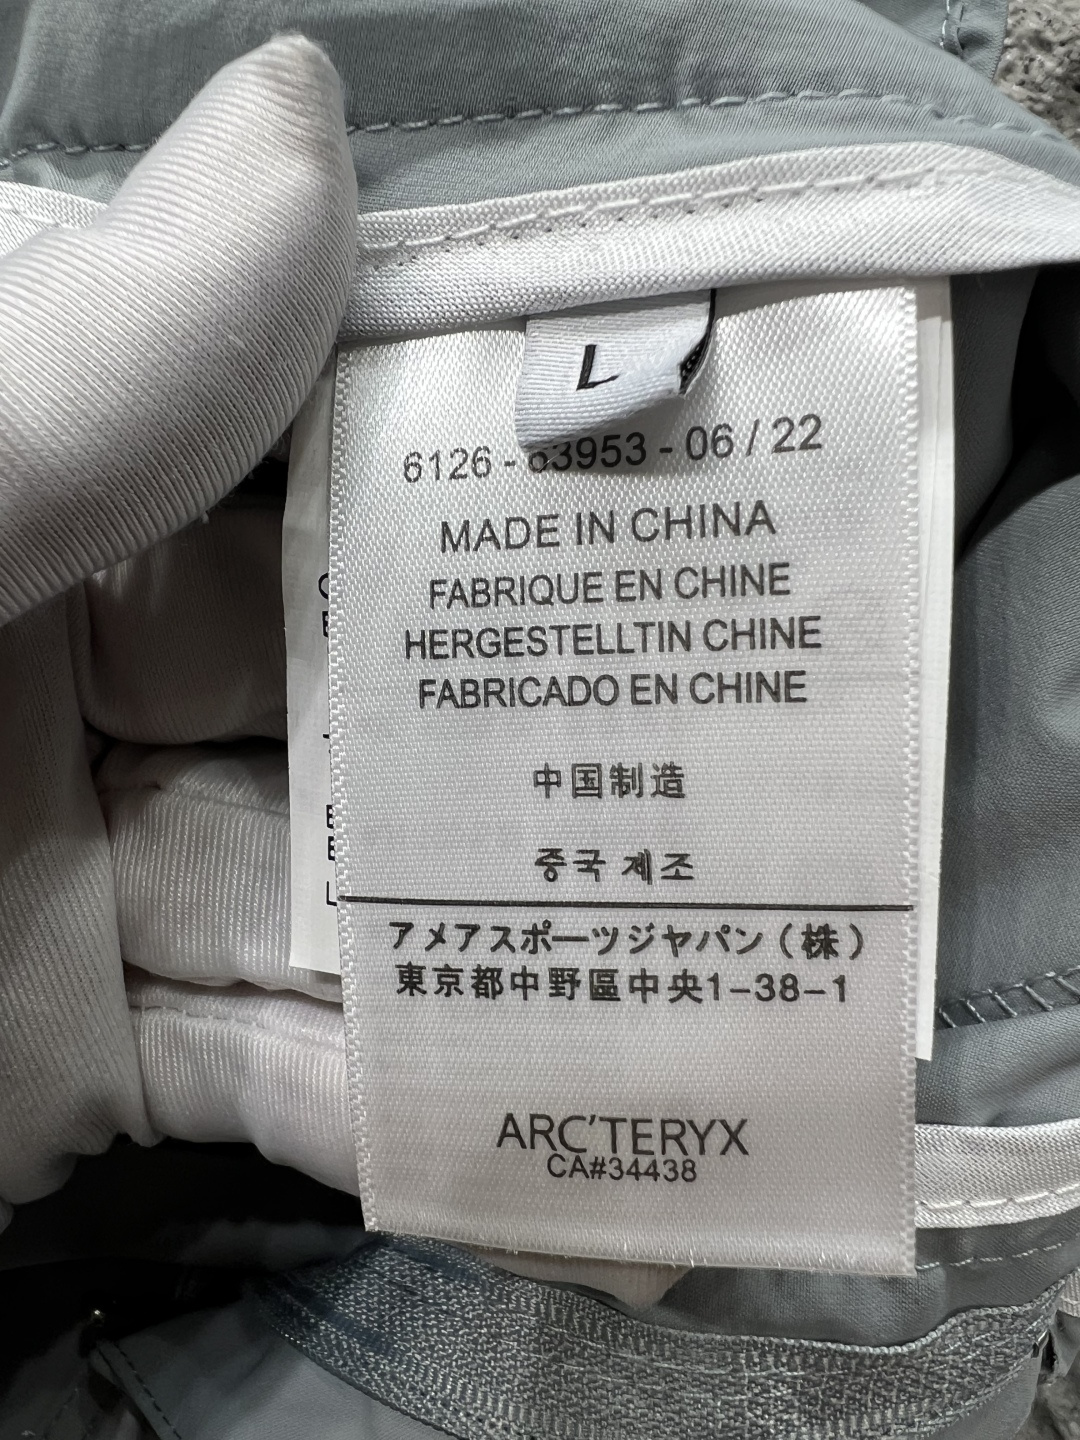 L
6126 - 63953 - 06 / 22
MADE IN CHINA
FABRIQUE EN CHINE
HERGESTELLTIN CHINE
FABRICADO EN CHINE
中国制造
중국 제조
アメアスポーツジヤパン(株)
東京都中野區中央1-38-1
ARC'TERYX
CA#34438